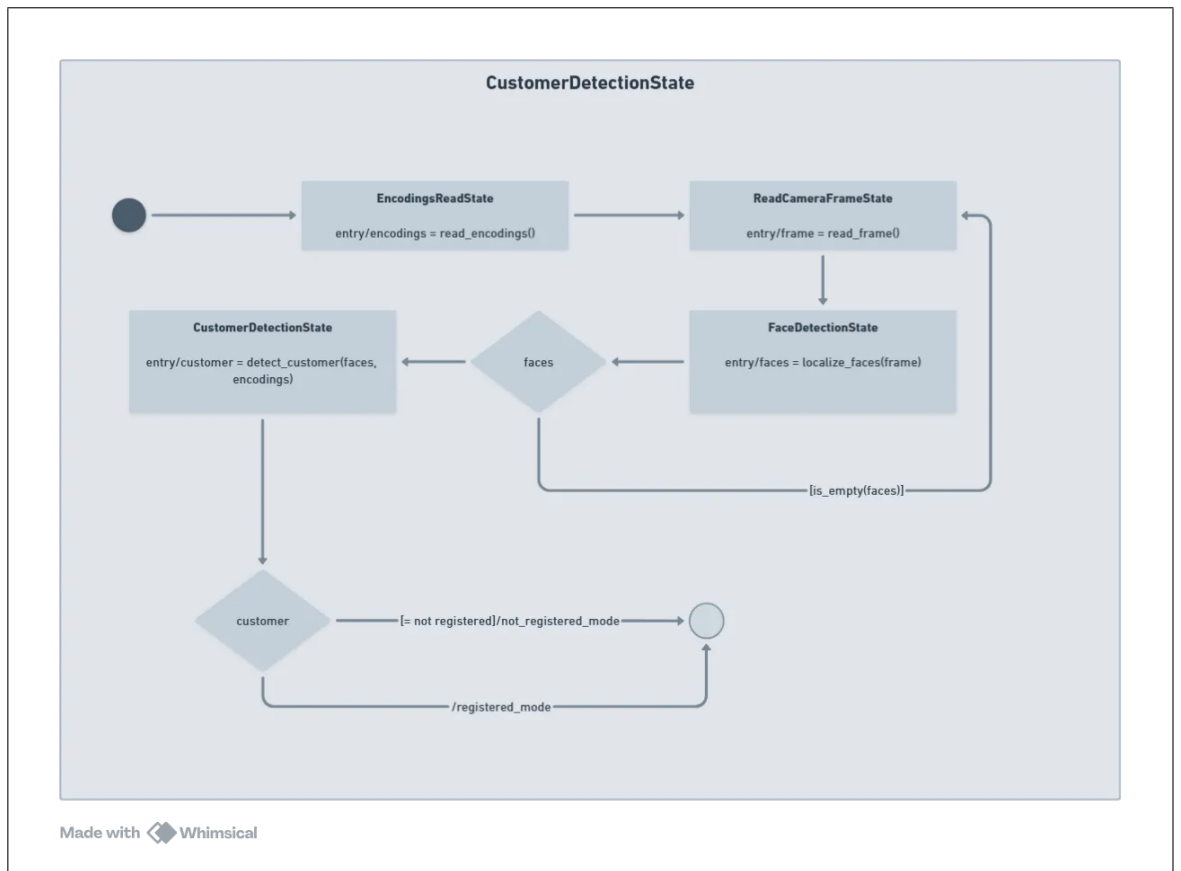 CustomerDetectionState
EncodingsReadState
entry/encodings = read_encodings()
ReadCameraFrameState
entry/frame = read_frame()
CustomerDetectionState
entry/customer = detect_customer(faces,
encodings)
faces
FaceDetectionState
entry/faces = localize_faces(frame)
[is_empty(faces)]
customer
[= not registered]/not_registered_mode
/registered_mode
Made with Whimsical